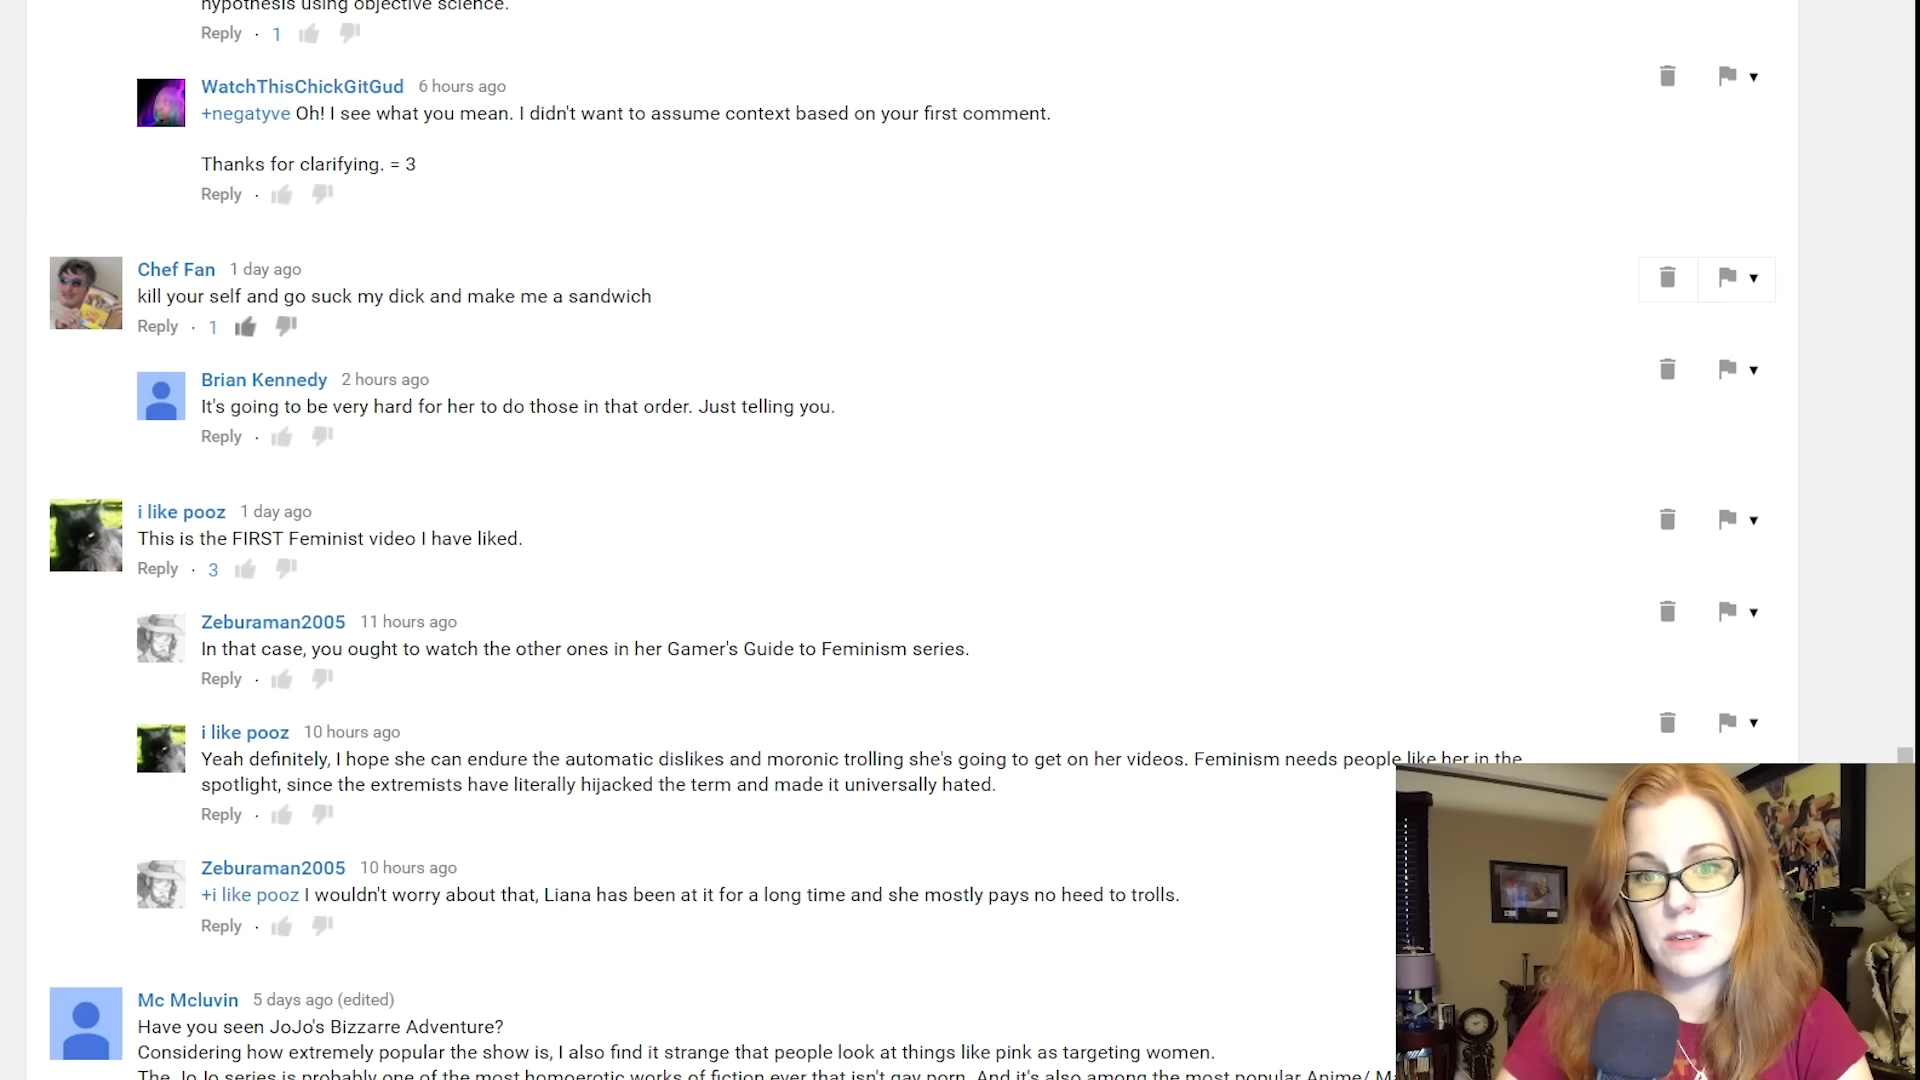 hypothesis using objective science.
Reply · 1
WatchThisChickGitGud 6 hours ago
+negatyve Oh! I see what you mean. I didn't want to assume context based on your first comment.
Thanks for clarifying. = 3
Reply ·
Chef Fan 1 day ago
kill your self and go suck my dick and make me a sandwich
Reply · 1
Brian Kennedy 2 hours ago
It's going to be very hard for her to do those in that order. Just telling you.
Reply ·
i like pooz 1 day ago
This is the FIRST Feminist video I have liked.
Reply · 3
Zeburaman2005 11 hours ago
In that case, you ought to watch the other ones in her Gamer's Guide to Feminism series.
Reply ·
i like pooz 10 hours ago
Yeah definitely, I hope she can endure the automatic dislikes and moronic trolling she's going to get on her videos. Feminism needs people like her in the
spotlight, since the extremists have literally hijacked the term and made it universally hated.
Reply ·
Zeburaman2005 10 hours ago
+i like pooz I wouldn't worry about that, Liana has been at it for a long time and she mostly pays no heed to trolls.
Reply ·
Mc Mcluvin 5 days ago (edited)
Have you seen JoJo's Bizzarre Adventure?
Considering how extremely popular the show is, I also find it strange that people look at things like pink as targeting women.
The JoJo series is probably one of the most homoerotic works of fiction ever that isn't gay porn. And it's also among the most popular Anime/